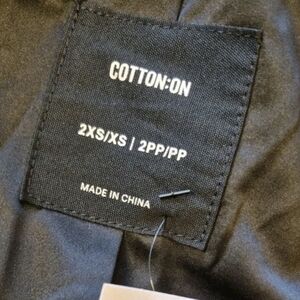 COTTON:ON
2XS/XS | 2PP/PP
MADE IN CHINA